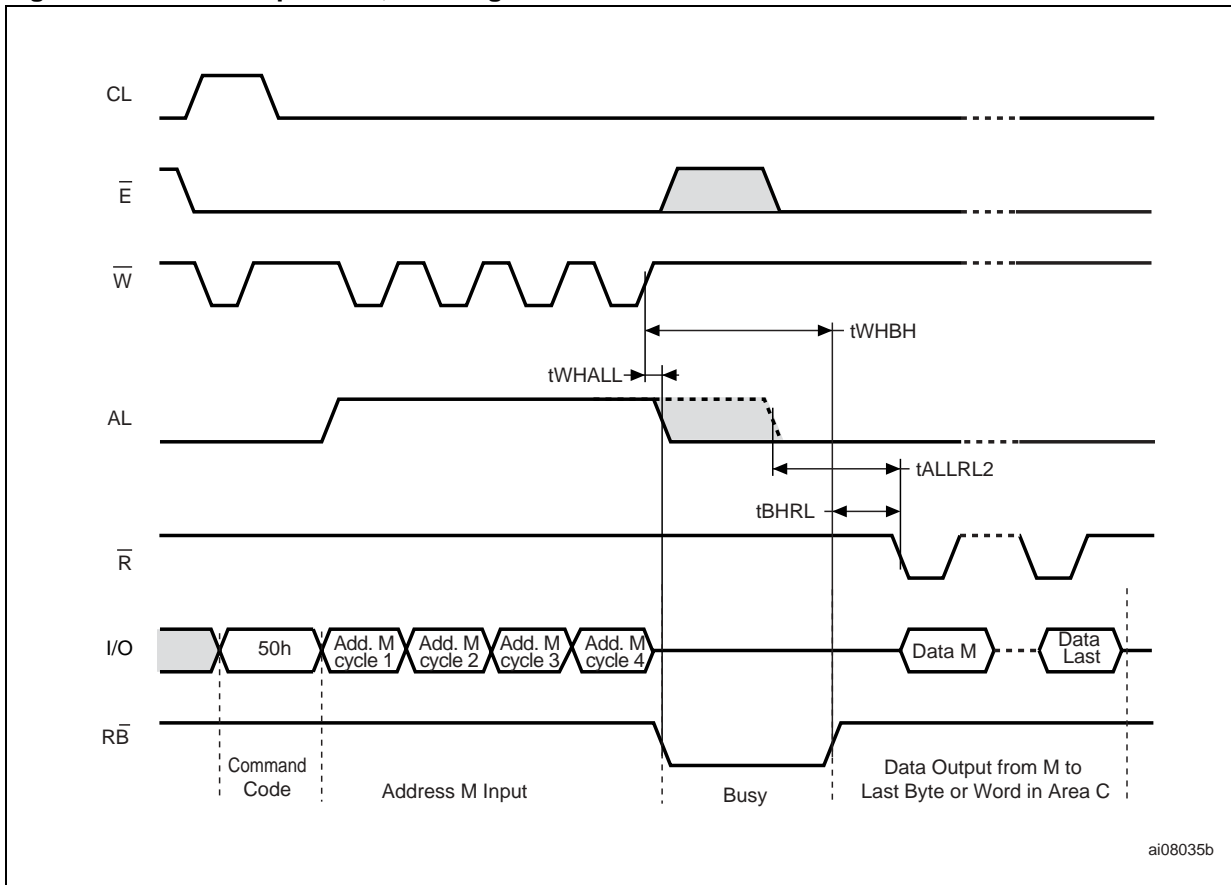 CL
E
W
tWHBH
tWHALL
AL
tALLRL2
tBHRL
R
I/O
50h
Add. M
cycle 1
Add. M
cycle 2
Add. M
cycle 3
Add. M
cycle 4
Data M
Data
Last
RB
Command
Code
Address M Input
Busy
Data Output from M to
Last Byte or Word in Area C
ai08035b